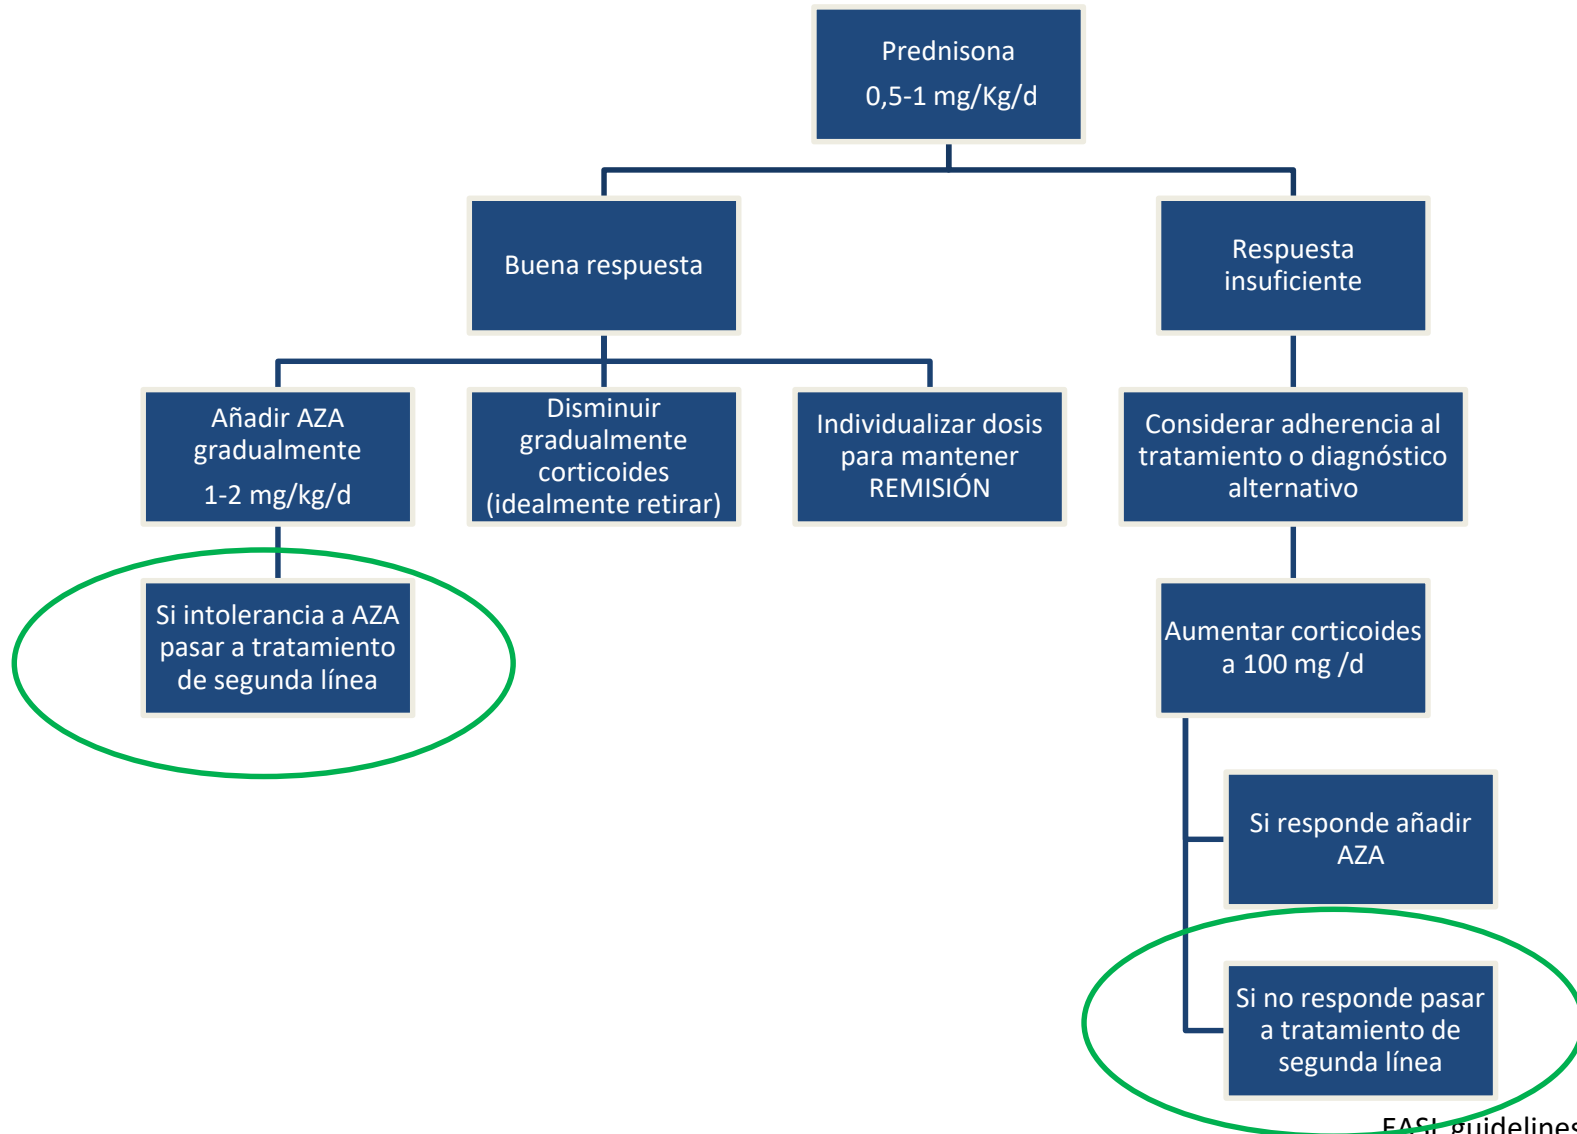 Prednisona
0,5-1 mg/Kg/d
Buena respuesta
Respuesta
insuficiente
Añadir AZA
gradualmente
1-2 mg/kg/d
Disminuir
gradualmente
corticoides
(idealmente retirar)
Individualizar dosis
para mantener
REMISIÓN
Considerar adherencia al
tratamiento o diagnóstico
alternativo
Si intolerancia a AZA
pasar a tratamiento
de segunda línea
Aumentar corticoides
a 100 mg /d
Si responde añadir
AZA
Si no responde pasar
a tratamiento de
segunda línea
EASL guidelines